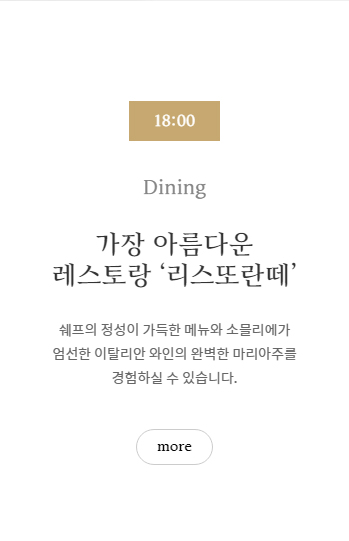 18:00
Dining
가장 아름다운
레스토랑 ‘리스또란떼’
쉐프의 정성이 가득한 메뉴와 소믈리에가
엄선한 이탈리안 와인의 완벽한 마리아주를
경험하실 수 있습니다.
more